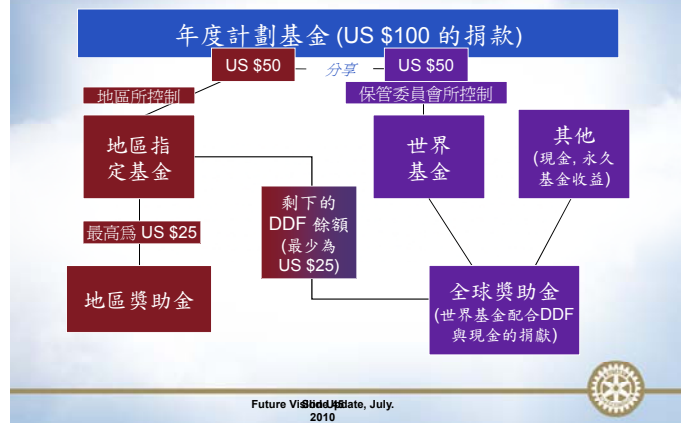 年度計劃基金 (US $100 的捐款)
US $50
分享
US $50
地區所控制
保管委員會所控制
地區指
定基金
世界
基金
其他
(現金, 永久
基金收益)
剩下的
DDF 餘額
(最少為
US $25)
最高爲 US $25
地區獎助金
全球獎助金
(世界基金配合DDF
與現金的捐獻)
Future Vision Update, July.
2010